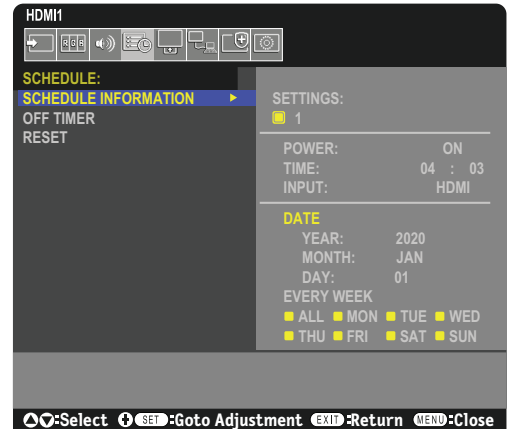 HDMI1
RGB
SCHEDULE:
SCHEDULE INFORMATION
OFF TIMER
RESET
SETTINGS:
1
POWER: ON
TIME: 04 : 03
INPUT: HDMI
DATE
YEAR: 2020
MONTH: JAN
DAY: 01
EVERY WEEK
ALL MON TUE WED
THU FRI SAT SUN
:Select SET :Goto Adjustment EXIT :Return MENU :Close